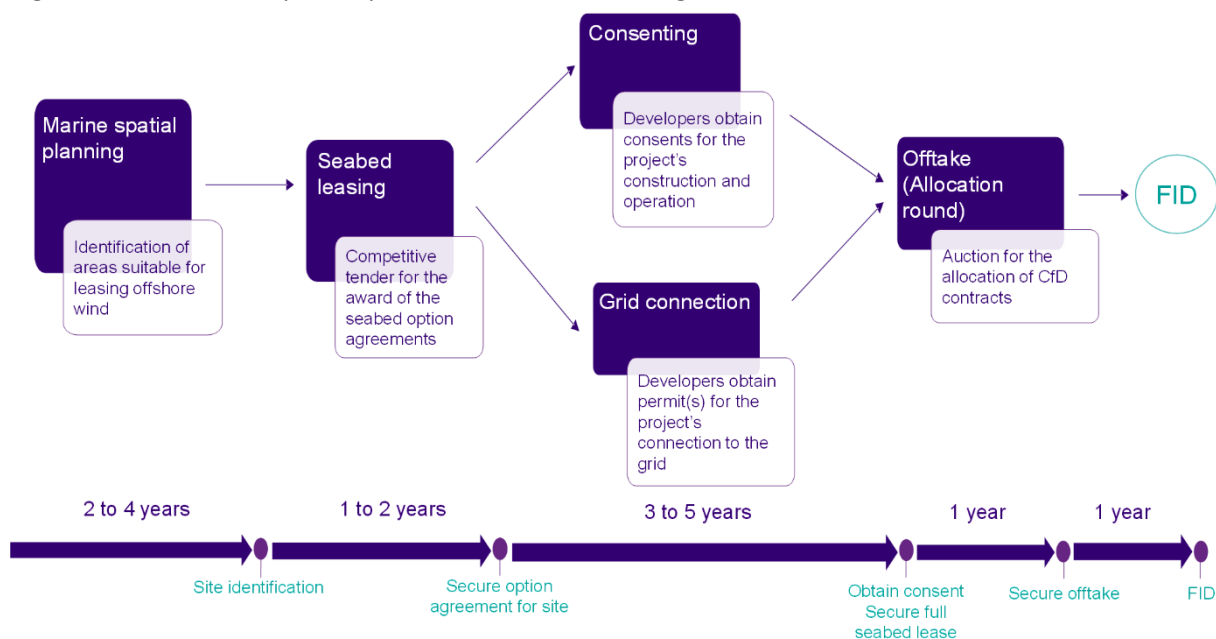 Consenting
Developers obtain
consents for the
project's
construction and
operation
Marine spatial
planning
Identification of
areas suitable for
leasing offshore
wind
Seabed
leasing
Competitive
tender for the
award of the
seabed option
agreements
Grid connection
Developers obtain
permit(s) for the
project's
connection to the
grid
Offtake
(Allocation
round)
Auction for the
allocation of CfD
contracts
FID
2 to 4 years
1 to 2 years
3 to 5 years
1 year
1 year
Site identification
Secure option
agreement for site
Obtain consent
Secure full
seabed lease
Secure offtake
FID